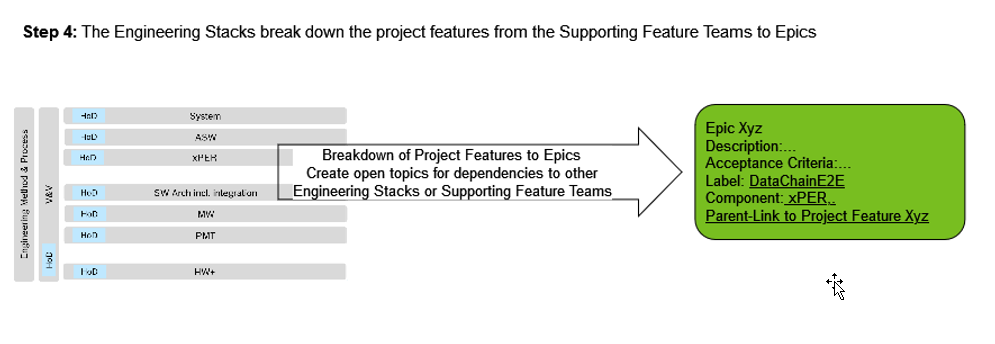 Step 4: The Engineering Stacks break down the project features from the Supporting Feature Teams to Epics
Engineering Method & Process
V&V
HoD
HoD System
HoD ASW
HoD xPER
HoD SW Arch incl. integration
HoD MW
HoD PMT
HoD HW+
Breakdown of Project Features to Epics
Create open topics for dependencies to other
Engineering Stacks or Supporting Feature Teams
Epic Xyz
Description:...
Acceptance Criteria:...
Label: DataChainE2E
Component: xPER,.
Parent-Link to Project Feature Xyz